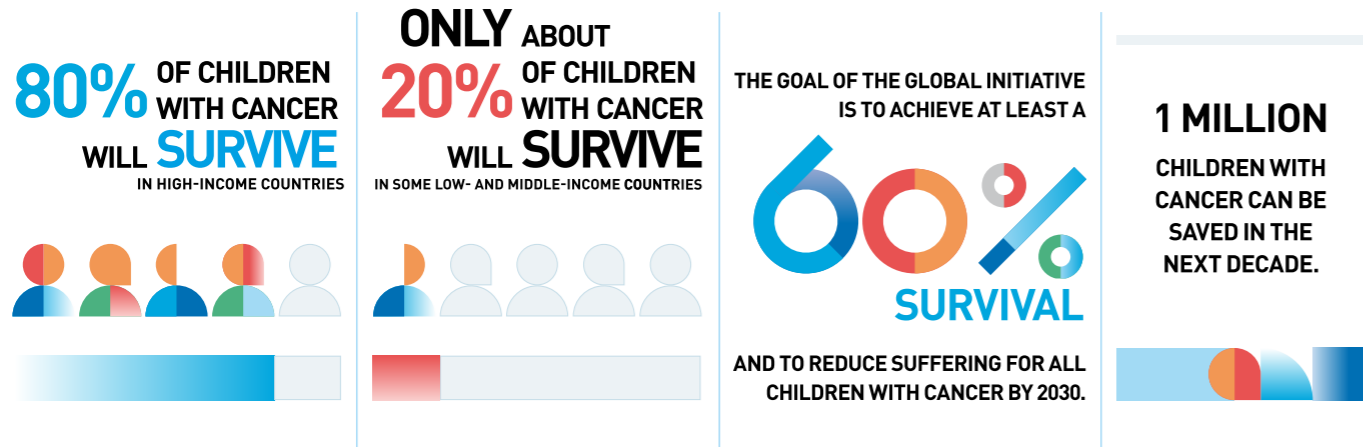 80% OF CHILDREN
WITH CANCER
WILL SURVIVE
IN HIGH-INCOME COUNTRIES
ONLY ABOUT
20% OF CHILDREN
WITH CANCER
WILL SURVIVE
IN SOME LOW- AND MIDDLE-INCOME COUNTRIES
THE GOAL OF THE GLOBAL INITIATIVE
IS TO ACHIEVE AT LEAST A
60%
SURVIVAL
AND TO REDUCE SUFFERING FOR ALL
CHILDREN WITH CANCER BY 2030.
1 MILLION
CHILDREN WITH
CANCER CAN BE
SAVED IN THE
NEXT DECADE.